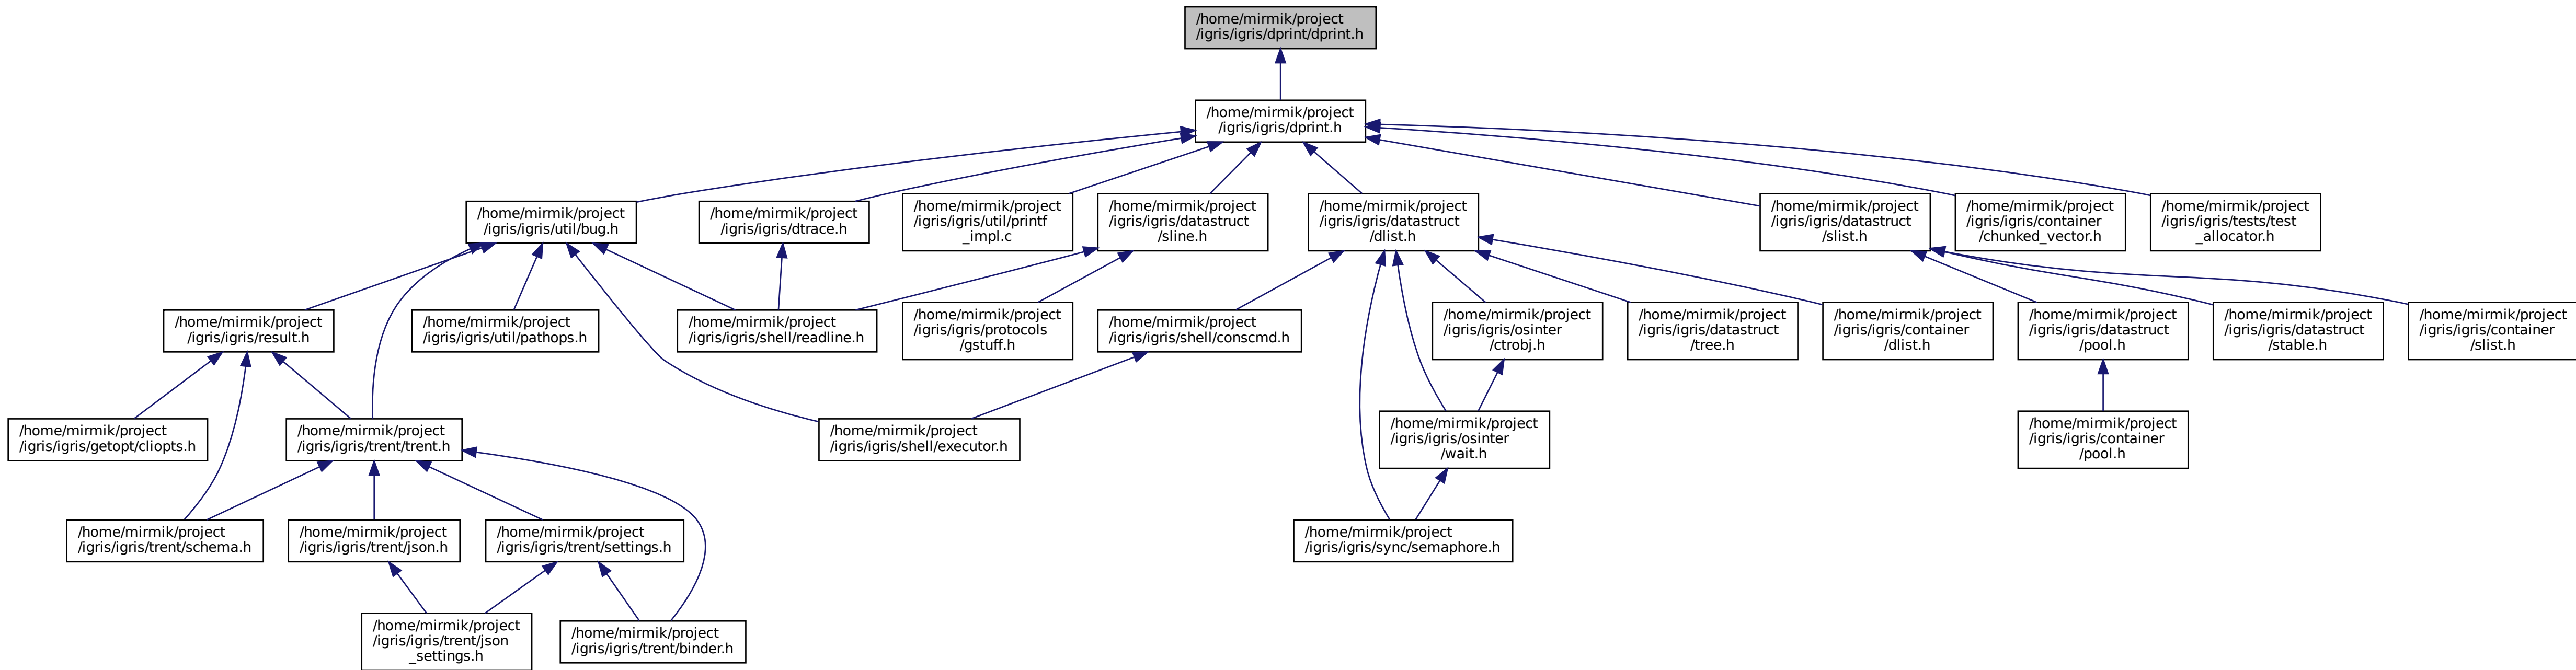 /home/mirmik/project
/igris/igris/dprint/dprint.h
/home/mirmik/project
/igris/igris/dprint.h
/home/mirmik/project
/igris/igris/util/bug.h
/home/mirmik/project
/igris/igris/dtrace.h
/home/mirmik/project
/igris/igris/util/printf
_impl.c
/home/mirmik/project
/igris/igris/datastruct
/sline.h
/home/mirmik/project
/igris/igris/datastruct
/dlist.h
/home/mirmik/project
/igris/igris/datastruct
/slist.h
/home/mirmik/project
/igris/igris/container
/chunked_vector.h
/home/mirmik/project
/igris/igris/tests/test
_allocator.h
/home/mirmik/project
/igris/igris/result.h
/home/mirmik/project
/igris/igris/util/pathops.h
/home/mirmik/project
/igris/igris/shell/readline.h
/home/mirmik/project
/igris/igris/protocols
/gstuff.h
/home/mirmik/project
/igris/igris/shell/conscmd.h
/home/mirmik/project
/igris/igris/osinter
/ctrobj.h
/home/mirmik/project
/igris/igris/datastruct
/tree.h
/home/mirmik/project
/igris/igris/container
/dlist.h
/home/mirmik/project
/igris/igris/datastruct
/pool.h
/home/mirmik/project
/igris/igris/datastruct
/stable.h
/home/mirmik/project
/igris/igris/container
/slist.h
/home/mirmik/project
/igris/igris/getopt/cliopts.h
/home/mirmik/project
/igris/igris/trent/trent.h
/home/mirmik/project
/igris/igris/shell/executor.h
/home/mirmik/project
/igris/igris/osinter
/wait.h
/home/mirmik/project
/igris/igris/container
/pool.h
/home/mirmik/project
/igris/igris/trent/schema.h
/home/mirmik/project
/igris/igris/trent/json.h
/home/mirmik/project
/igris/igris/trent/settings.h
/home/mirmik/project
/igris/igris/sync/semaphore.h
/home/mirmik/project
/igris/igris/trent/json
_settings.h
/home/mirmik/project
/igris/igris/trent/binder.h